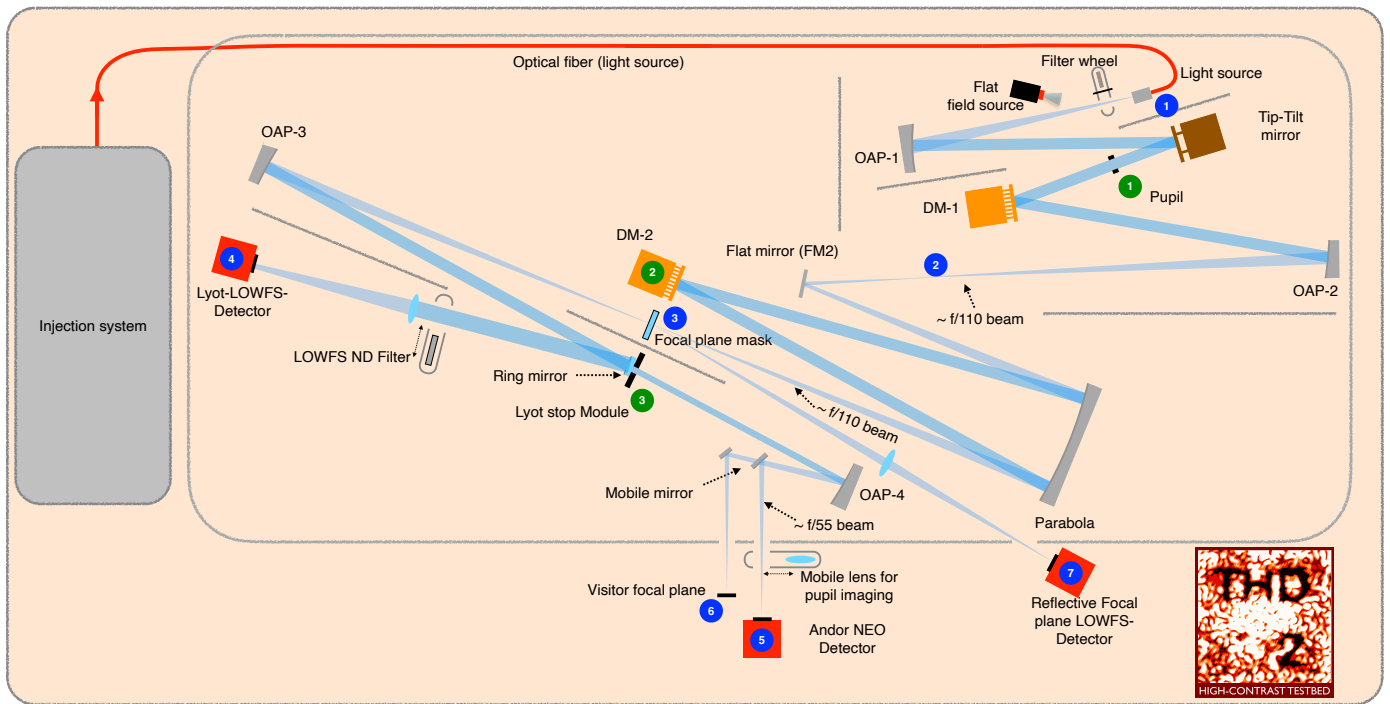 Optical fiber (light source)
Filter wheel
Light source
Flat
field source
1
Tip-Tilt
mirror
OAP-3
OAP-1
1
Pupil
DM-1
DM-2
Flat mirror (FM2)
2
2
OAP-2
~ f/110 beam
4
Lyot-LOWFS-
Detector
3
Focal plane mask
Injection system
LOWFS ND Filter
Ring mirror
3
Lyot stop Module
~ f/110 beam
Mobile mirror
OAP-4
~ f/55 beam
Parabola
Visitor focal plane
6
Mobile lens for
pupil imaging
5
Andor NEO
Detector
7
Reflective Focal
plane LOWFS-
Detector
THD
2
HIGH-CONTRAST TESTBED